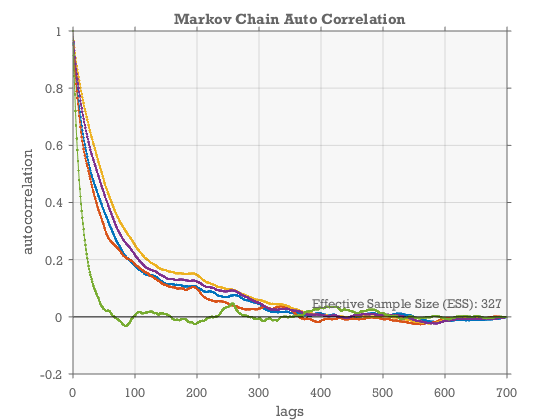 Markov Chain Auto Correlation
1
0.8
0.6
0.4
0.2
0
-0.2
autocorrelation
Effective Sample Size (ESS): 327
0 100 200 300 400 500 600 700
lags